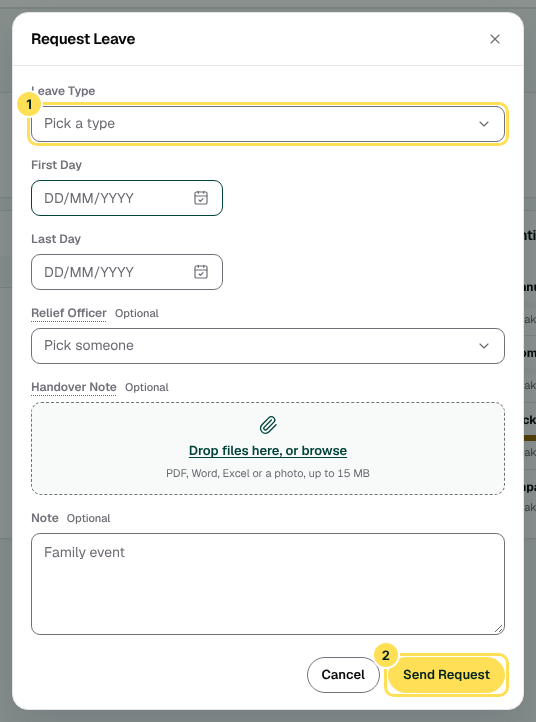 Request Leave
Leave Type
1
Pick a type
First Day
DD/MM/YYYY
Last Day
DD/MM/YYYY
Relief Officer Optional
Pick someone
Handover Note Optional
Drop files here, or browse
PDF, Word, Excel or a photo, up to 15 MB
Note Optional
Family event
2
Cancel
Send Request